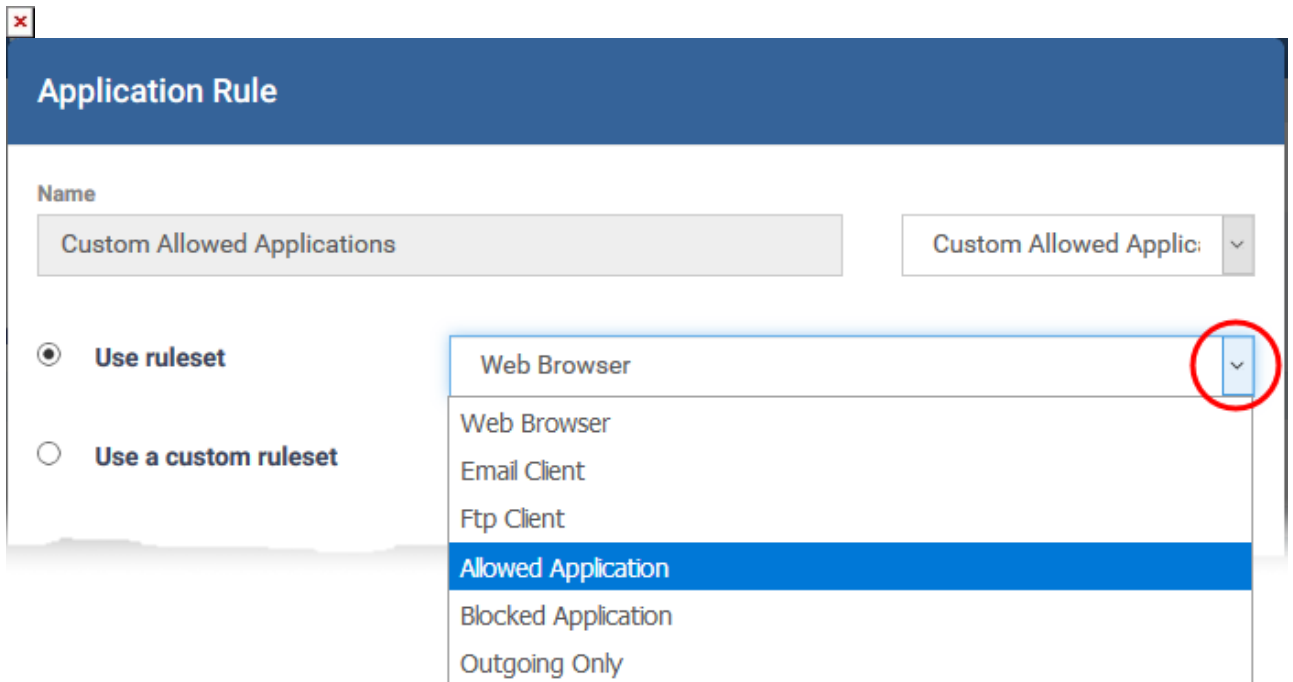 Application Rule
Name
Custom Allowed Applications
Custom Allowed Applic
Use ruleset
Web Browser
Web Browser
Use a custom ruleset
Email Client
Ftp Client
Allowed Application
Blocked Application
Outgoing Only